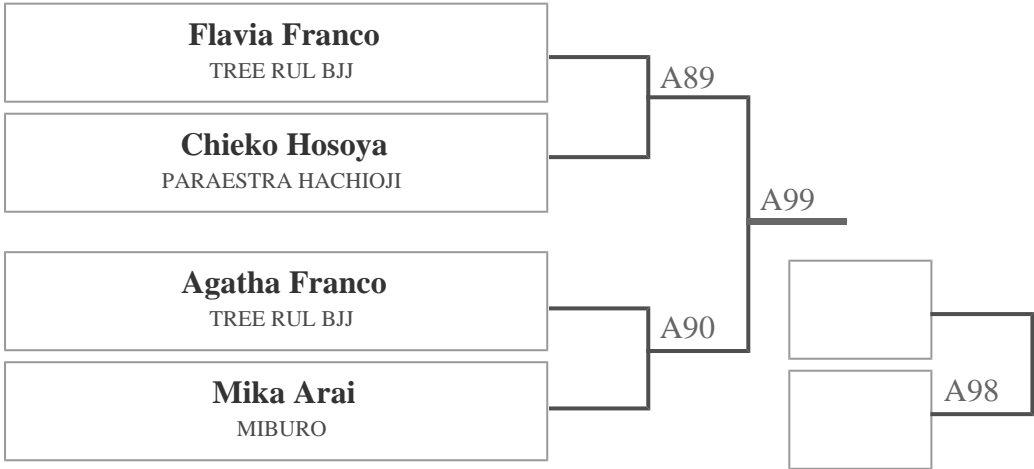 Flavia Franco
TREE RUL BJJ
A89
Chieko Hosoya
PARAESTRA HACHIOJI
A99
Agatha Franco
TREE RUL BJJ
A90
Mika Arai
MIBURO
A98